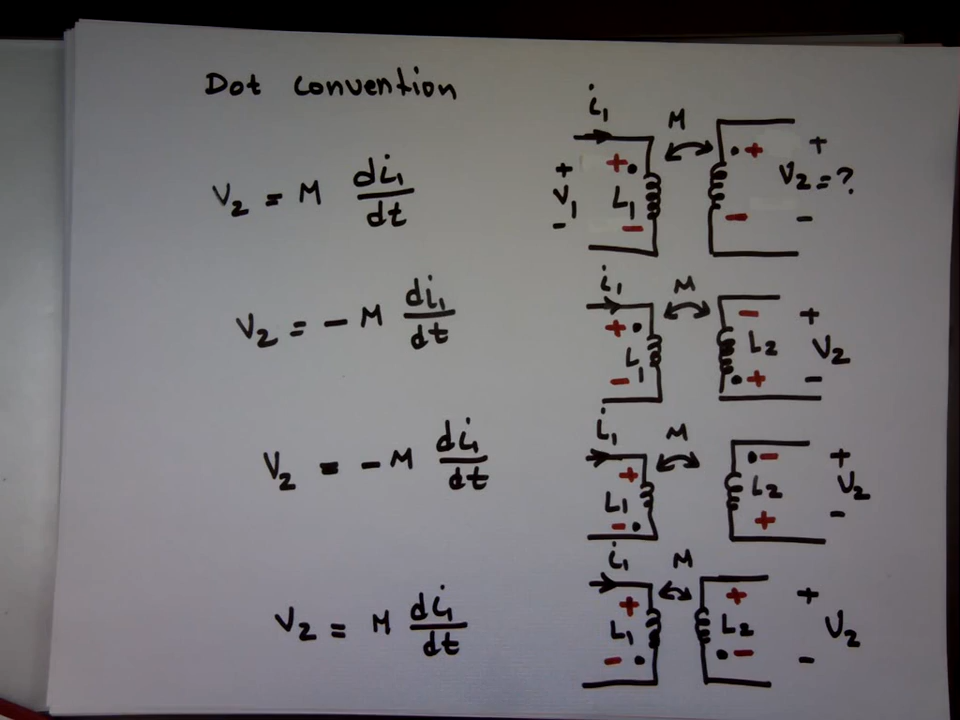 Dot convention
i₁ M
V₂ = M di₁/dt
+ V₁ - + • L₁ - • + - + V₂ = ? -
i₁ M
V₂ = - M di₁/dt
+ • L₁ - - L₂ • + + V₂ -
i₁ M
V₂ = - M di₁/dt
+ L₁ - • • - L₂ + + V₂ -
i₁ M
V₂ = M di₁/dt
+ L₁ - • + L₂ • - + V₂ -